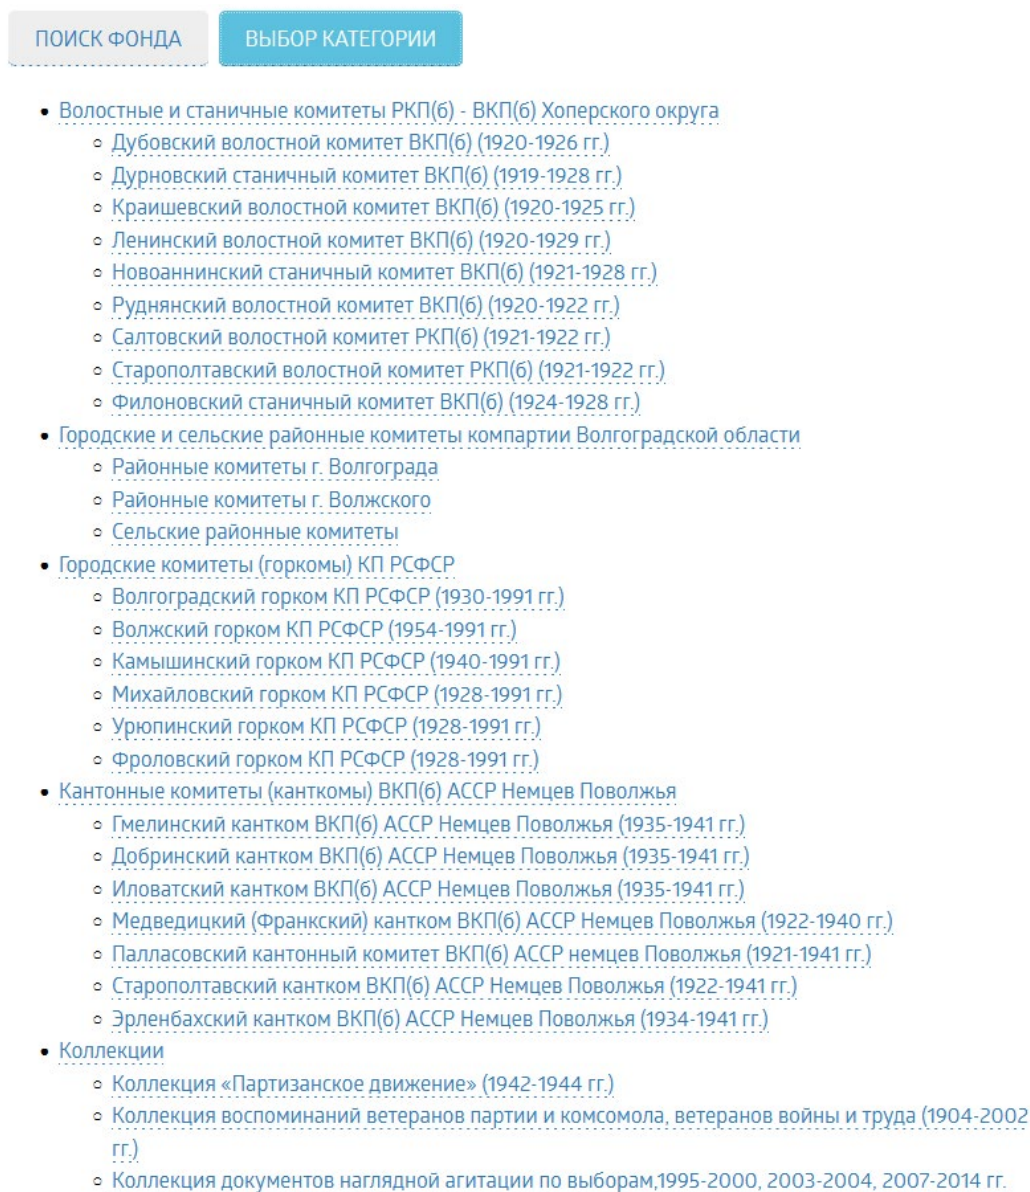 ПОИСК ФОНДА
ВЫБОР КАТЕГОРИИ
Волостные и станичные комитеты РКП(б) - ВКП(б) Хоперского округа
Дубовский волостной комитет ВКП(б) (1920-1926 гг.)
Дурновский станичный комитет ВКП(б) (1919-1928 гг.)
Краишевский волостной комитет ВКП(б) (1920-1925 гг.)
Ленинский волостной комитет ВКП(б) (1920-1929 гг.)
Новоаннинский станичный комитет ВКП(б) (1921-1928 гг.)
Руднянский волостной комитет ВКП(б) (1920-1922 гг.)
Салтовский волостной комитет РКП(б) (1921-1922 гг.)
Старополтавский волостной комитет РКП(б) (1921-1922 гг.)
Филоновский станичный комитет ВКП(б) (1924-1928 гг.)
Городские и сельские районные комитеты компартии Волгоградской области
Районные комитеты г. Волгограда
Районные комитеты г. Волжского
Сельские районные комитеты
Городские комитеты (горкомы) КП РСФСР
Волгоградский горком КП РСФСР (1930-1991 гг.)
Волжский горком КП РСФСР (1954-1991 гг.)
Камышинский горком КП РСФСР (1940-1991 гг.)
Михайловский горком КП РСФСР (1928-1991 гг.)
Урюпинский горком КП РСФСР (1928-1991 гг.)
Фроловский горком КП РСФСР (1928-1991 гг.)
Кантонные комитеты (канткомы) ВКП(б) АССР Немцев Поволжья
Гмелинский кантком ВКП(б) АССР Немцев Поволжья (1935-1941 гг.)
Добринский кантком ВКП(б) АССР Немцев Поволжья (1935-1941 гг.)
Иловатский кантком ВКП(б) АССР Немцев Поволжья (1935-1941 гг.)
Медведицкий (Франкский) кантком ВКП(б) АССР Немцев Поволжья (1922-1940 гг.)
Палласовский кантонный комитет ВКП(б) АССР немцев Поволжья (1921-1941 гг.)
Старополтавский кантком ВКП(б) АССР Немцев Поволжья (1922-1941 гг.)
Эрленбахский кантком ВКП(б) АССР Немцев Поволжья (1934-1941 гг.)
Коллекции
Коллекция «Партизанское движение» (1942-1944 гг.)
Коллекция воспоминаний ветеранов партии и комсомола, ветеранов войны и труда (1904-2002
гг.)
Коллекция документов наглядной агитации по выборам,1995-2000, 2003-2004, 2007-2014 гг.